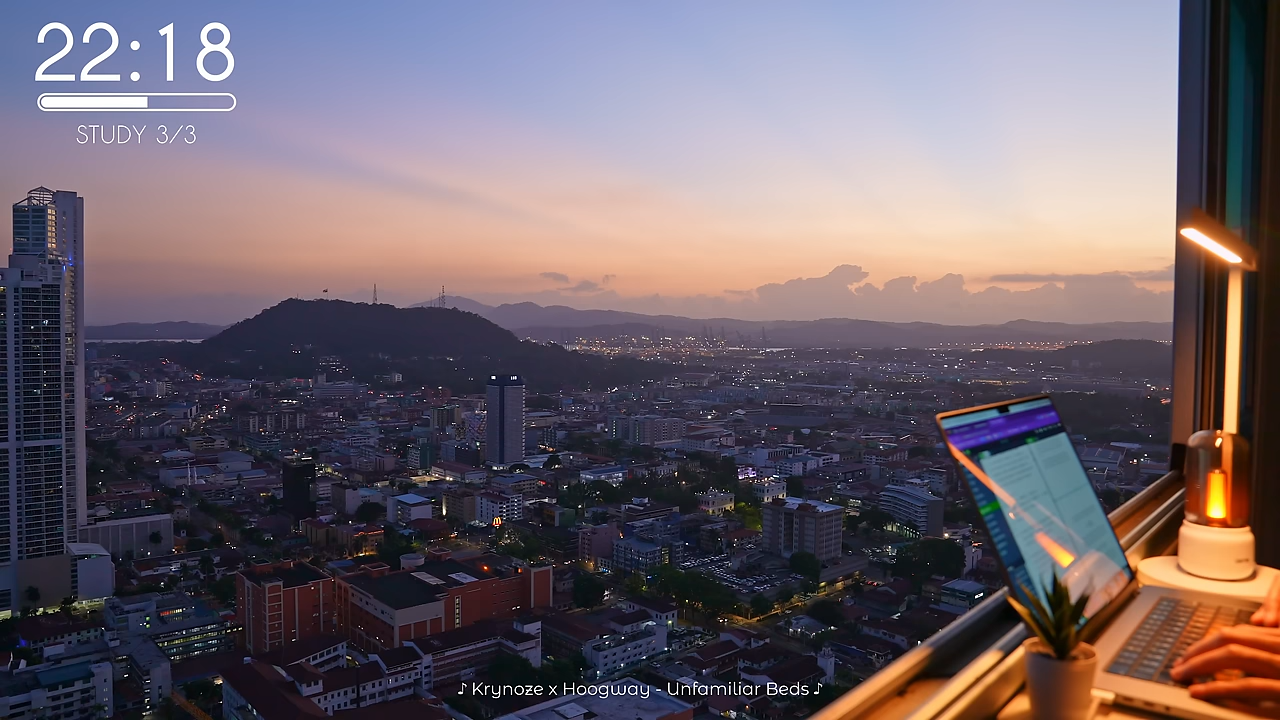 22:18
STUDY 3/3
♪ Krynoze x Hoogway - Unfamiliar Beds ♪